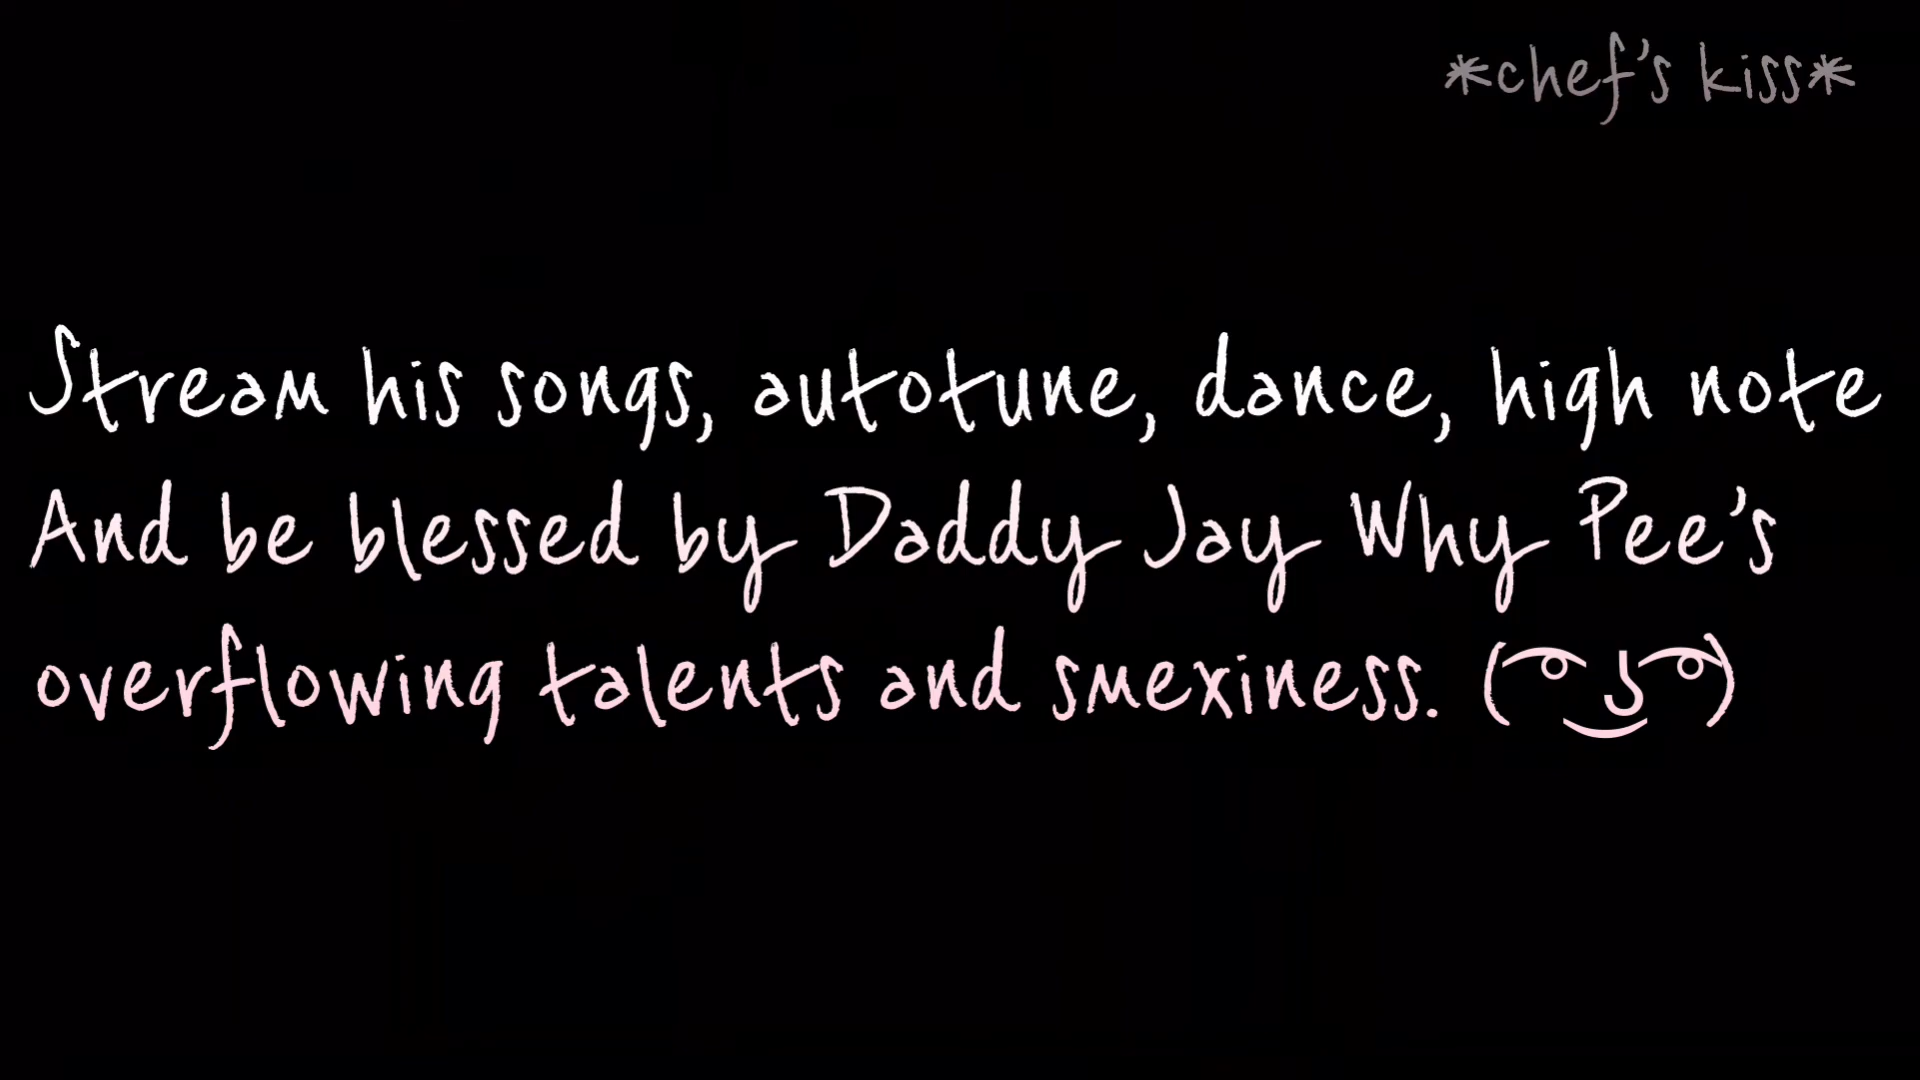 *chef's kiss*
Stream his songs, autotune, dance, high note
And be blessed by Daddy Jay Why Pee's
overflowing talents and smexiness. ( ͡° ͜ʖ ͡°)